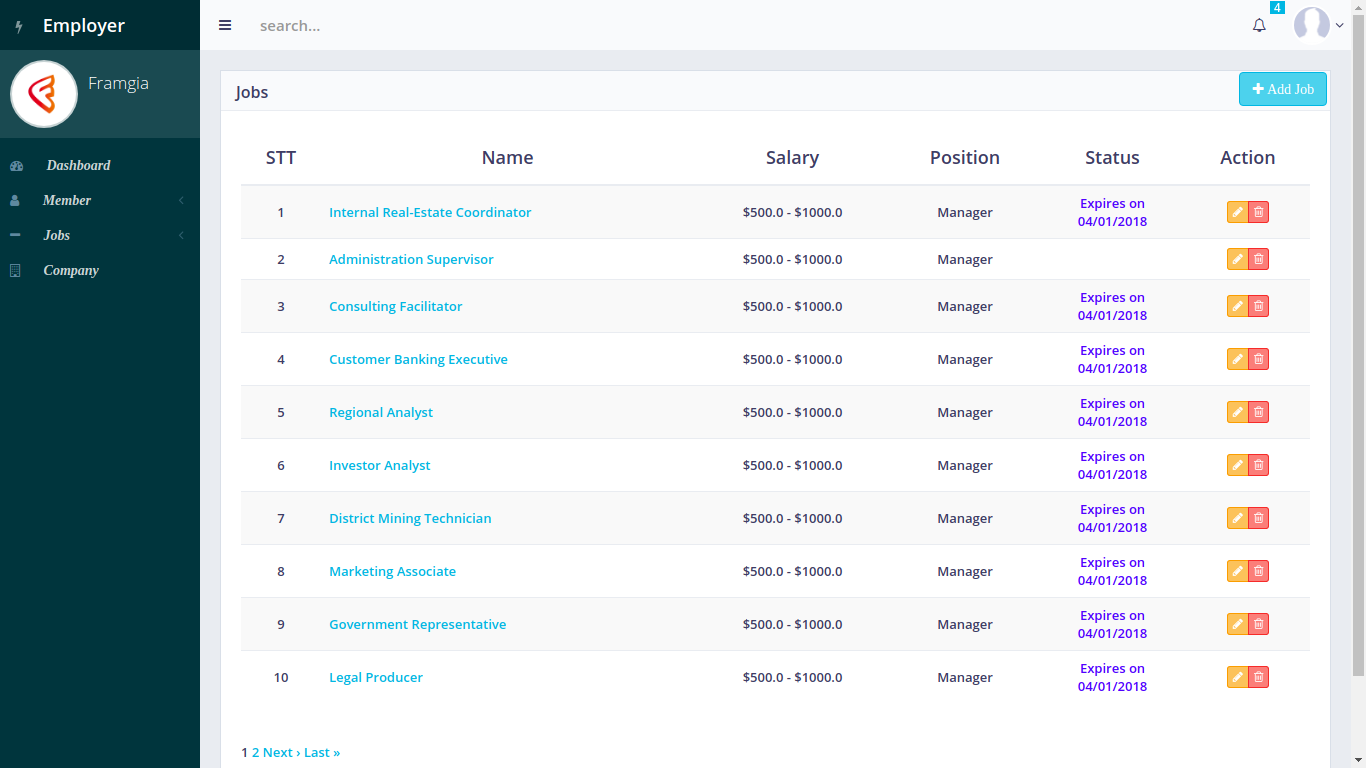 Employer
search...
4
Framgia
Dashboard
Member
Jobs
Company
Jobs
Add Job
STT Name Salary Position Status Action
1 Internal Real-Estate Coordinator $500.0 - $1000.0 Manager Expires on
04/01/2018
2 Administration Supervisor $500.0 - $1000.0 Manager
3 Consulting Facilitator $500.0 - $1000.0 Manager Expires on
04/01/2018
4 Customer Banking Executive $500.0 - $1000.0 Manager Expires on
04/01/2018
5 Regional Analyst $500.0 - $1000.0 Manager Expires on
04/01/2018
6 Investor Analyst $500.0 - $1000.0 Manager Expires on
04/01/2018
7 District Mining Technician $500.0 - $1000.0 Manager Expires on
04/01/2018
8 Marketing Associate $500.0 - $1000.0 Manager Expires on
04/01/2018
9 Government Representative $500.0 - $1000.0 Manager Expires on
04/01/2018
10 Legal Producer $500.0 - $1000.0 Manager Expires on
04/01/2018
1 2 Next › Last »